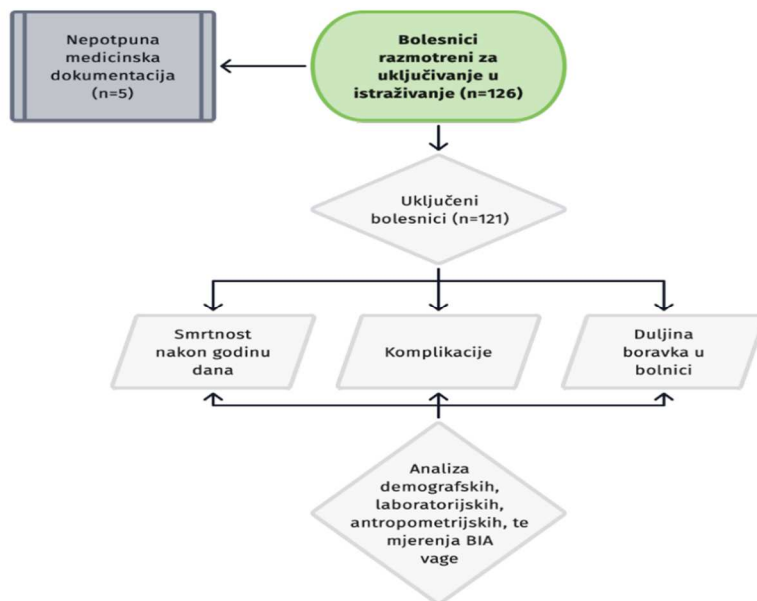 Nepotpuna
medicinska
dokumentacija
(n=5)
Bolesnici
razmotreni za
uključivanje u
istraživanje (n=126)
Uključeni
bolesnici (n=121)
Smrtnost
nakon godinu
dana
Komplikacije
Duljina
boravka u
bolnici
Analiza
demografskih,
laboratorijskih,
antropometrijskih, te
mjerenja BIA
vage